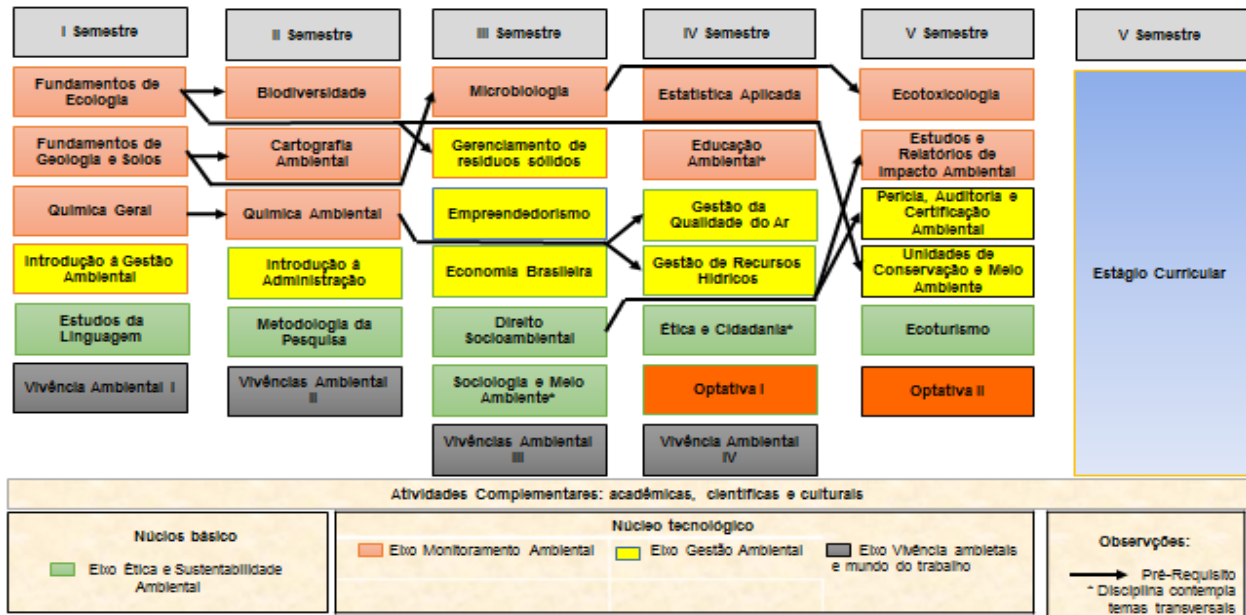 I Semestre
II Semestre
III Semestre
IV Semestre
V Semestre
V Semestre
Fundamentos de
Ecologia
Biodiversidade
Microbiologia
Estatística Aplicada
Ecotoxicologia
Fundamentos de
Geologia e Solos
Cartografia
Ambiental
Gerenciamento de
resíduos sólidos
Educação
Ambiental*
Estudos e
Relatórios de
Impacto Ambiental
Química Geral
Química Ambiental
Empreendedorismo
Gestão da
Qualidade do Ar
Perícia, Auditoria e
Certificação
Ambiental
Introdução á Gestão
Ambiental
Introdução á
Administração
Economia Brasileira
Gestão de Recursos
Hídricos
Unidades de
Conservação e Meio
Ambiente
Estudos da
Linguagem
Metodologia da
Pesquisa
Direito
Socioambiental
Ética e Cidadania*
Ecoturismo
Vivência Ambiental I
Vivências Ambiental
II
Sociologia e Meio
Ambiente*
Optativa I
Optativa II
Vivências Ambiental
III
Vivência Ambiental
IV
Estágio Curricular
Atividades Complementares: acadêmicas, científicas e culturais
Núcios básico
Eixo Ética e Sustentabilidade
Ambiental
Núcleo tecnológico
Eixo Monitoramento Ambiental
Eixo Gestão Ambiental
Eixo Vivência ambietais
e mundo do trabalho
Observções:
Pré-Requisito
* Disciplina contempla
temas transversais